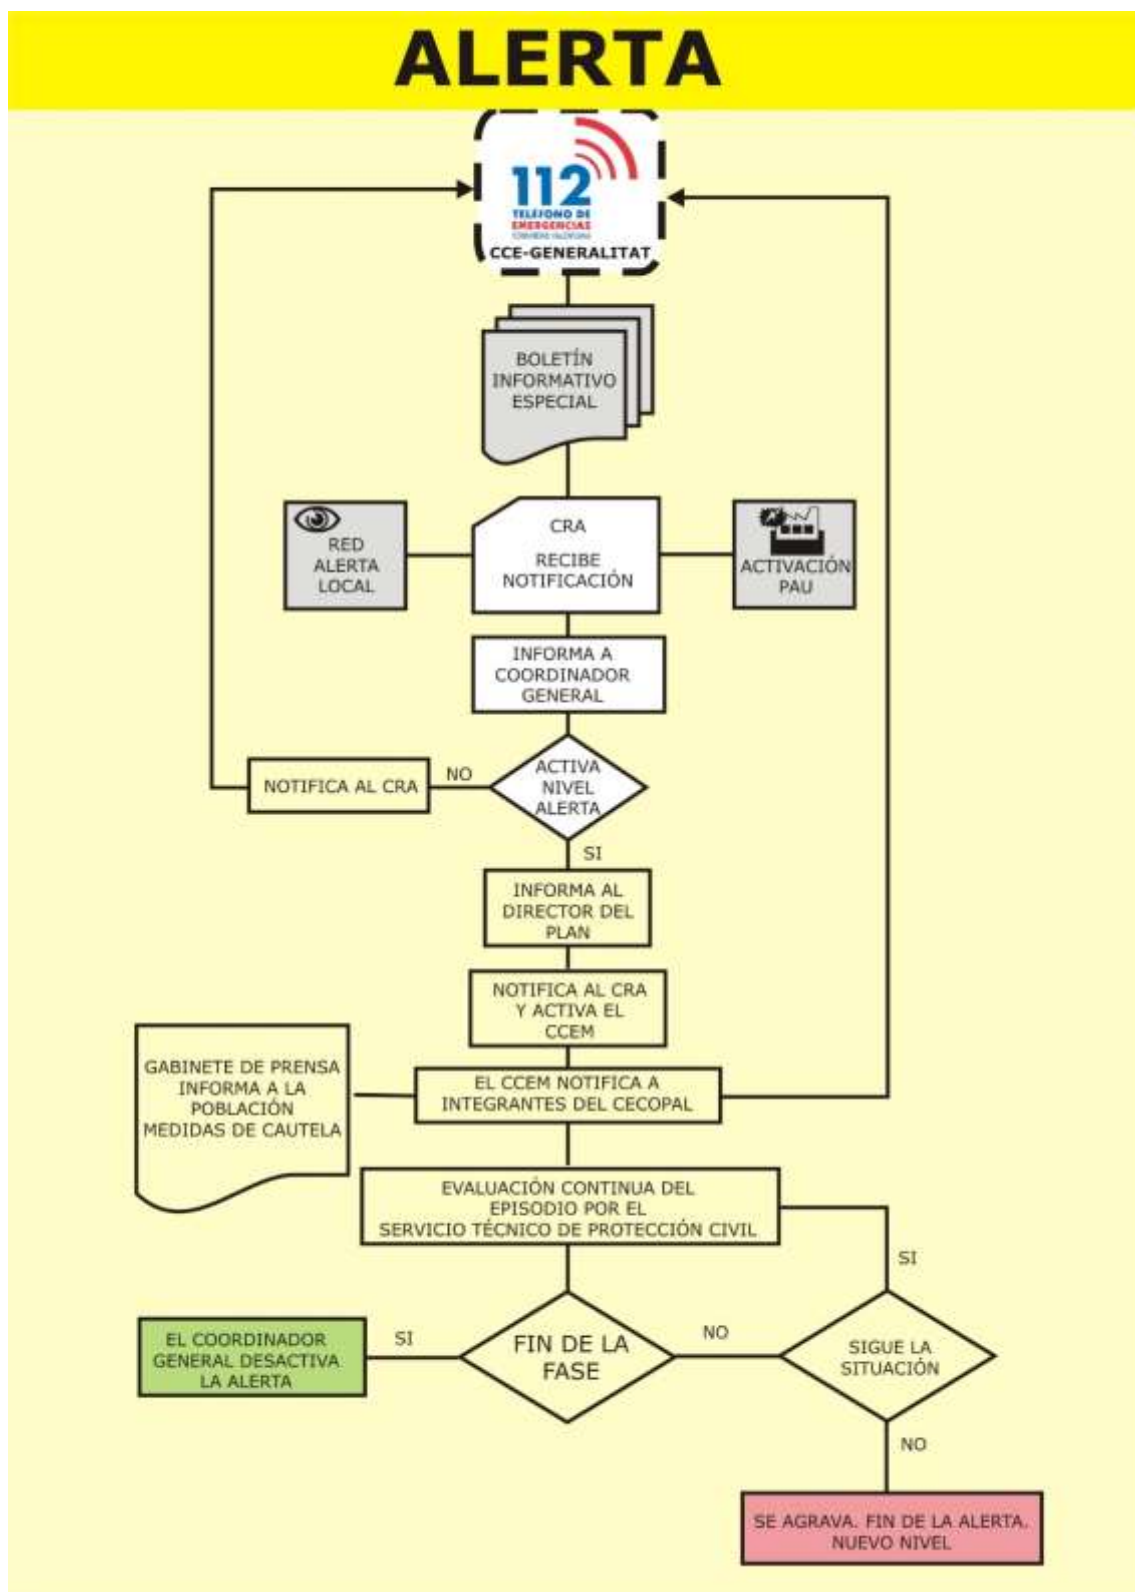 ALERTA
112
TELÉFONO DE
EMERGENCIAS
CCE-GENERALITAT
BOLETÍN
INFORMATIVO
ESPECIAL
RED
ALERTA
LOCAL
CRA
RECIBE
NOTIFICACIÓN
ACTIVACIÓN
PAU
INFORMA A
COORDINADOR
GENERAL
NOTIFICA AL CRA
NO
ACTIVA
NIVEL
ALERTA
SI
INFORMA AL
DIRECTOR DEL
PLAN
NOTIFICA AL CRA
Y ACTIVA EL
CCEM
GABINETE DE PRENSA
INFORMA A LA
POBLACIÓN
MEDIDAS DE CAUTELA
EL CCEM NOTIFICA A
INTEGRANTES DEL CECOPAL
EVALUACIÓN CONTINUA DEL
EPISODIO POR EL
SERVICIO TÉCNICO DE PROTECCIÓN CIVIL
SI
EL COORDINADOR
GENERAL DESACTIVA
LA ALERTA
SI
FIN DE LA
FASE
NO
SIGUE LA
SITUACIÓN
NO
SE AGRAVA. FIN DE LA ALERTA.
NUEVO NIVEL